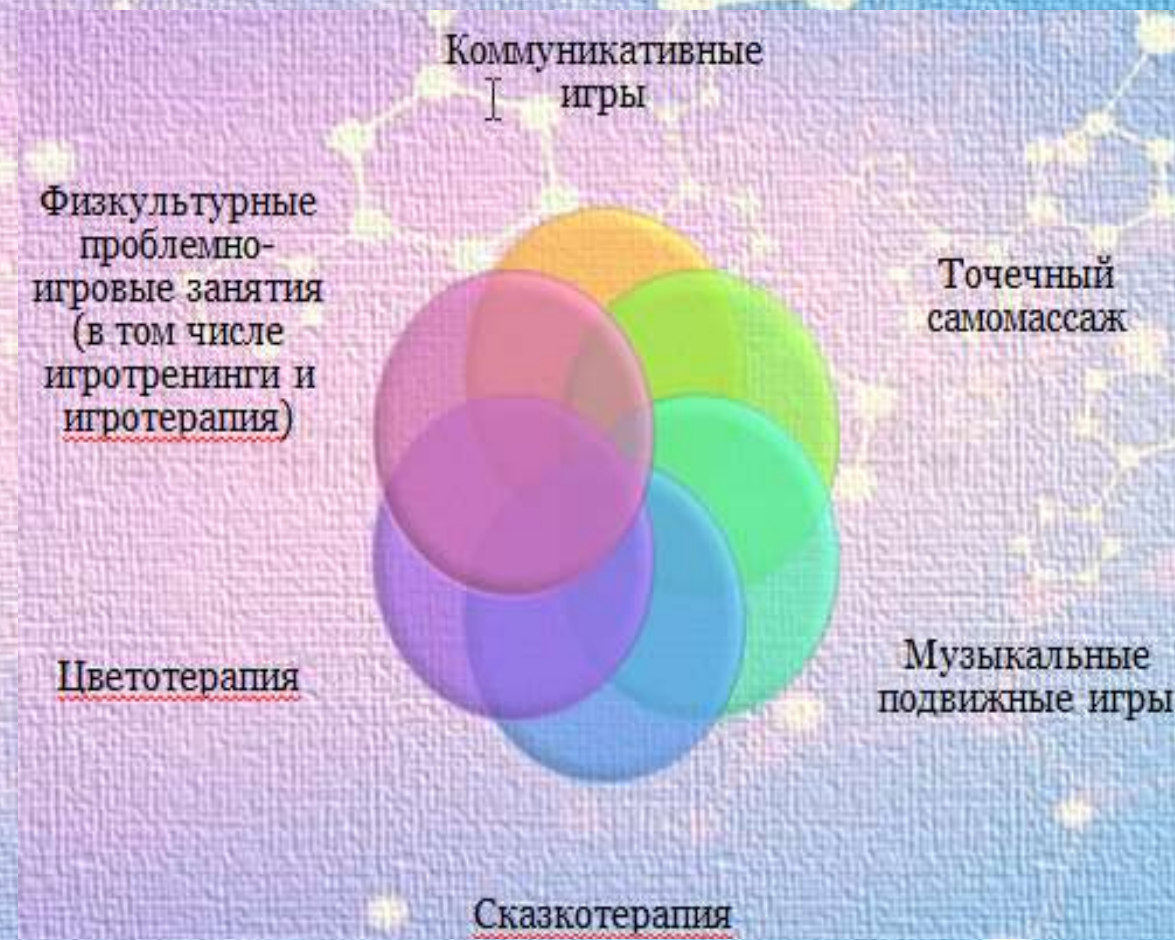 Коммуникативные
игры
Физкультурные
проблемно-
игровые занятия
(в том числе
игротренинги и
игротерапия)
Точечный
самомассаж
Цветотерапия
Музыкальные
подвижные игры
Сказкотерапия